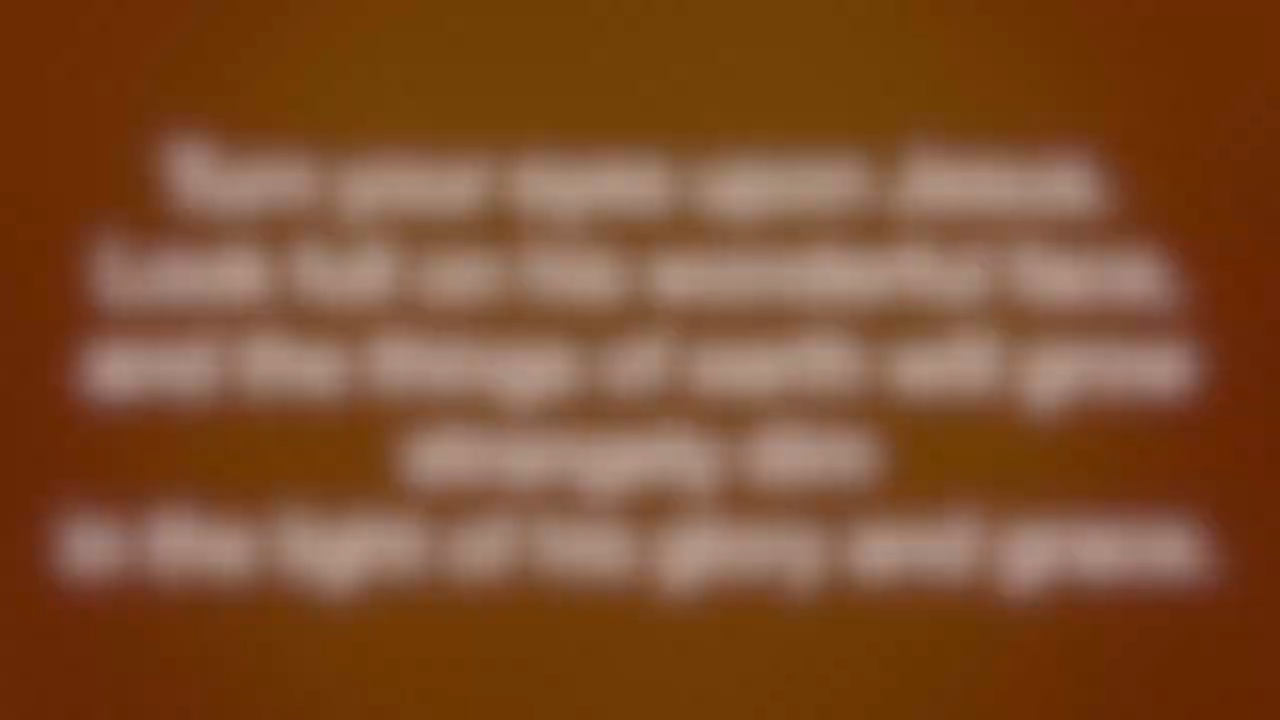 Turn your eyes upon Jesus,
Look full on his wonderful face,
and the things of earth will grow
strangely dim
in the light of his glory and grace.